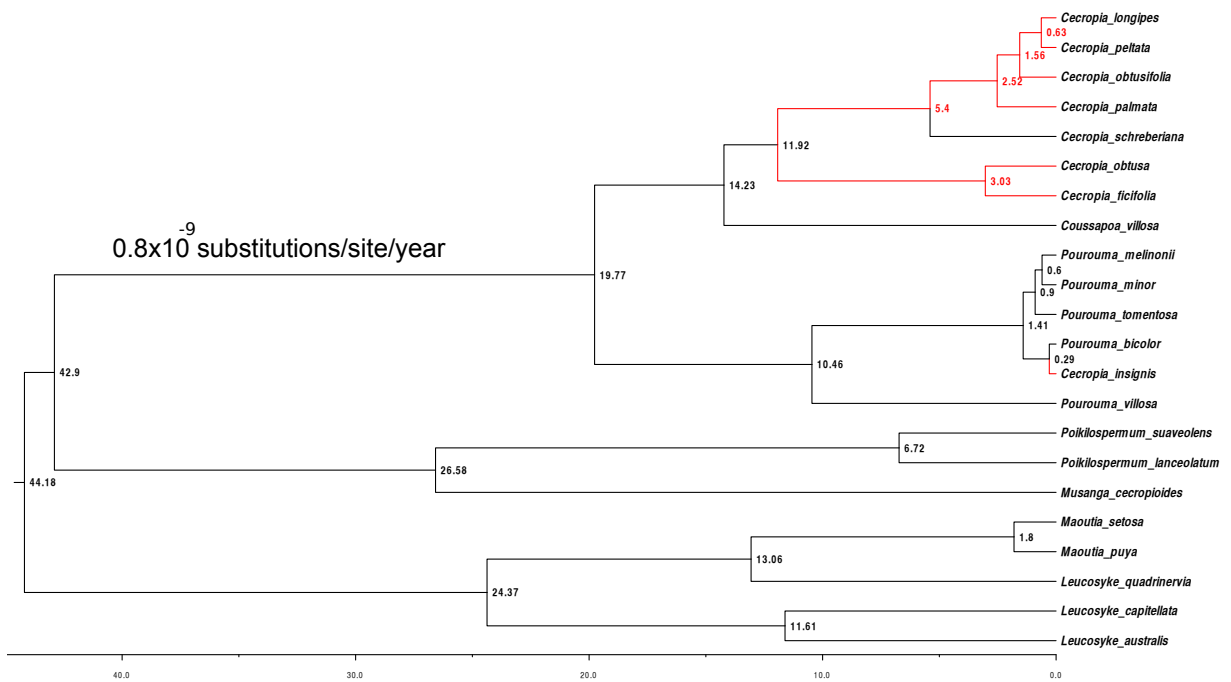 Cecropia_longipes
0.63
Cecropia_peltata
1.56
Cecropia_obtusifolia
2.52
Cecropia_palmata
5.4
Cecropia_schreberiana
11.92
Cecropia_obtusa
3.03
14.23
Cecropia_ficifolia
Coussapoa_villosa
0.8x10-9 substitutions/site/year
Pourouma_melinonii
0.6
19.77
Pourouma_minor
0.9
Pourouma_tomentosa
1.41
Pourouma_bicolor
0.29
10.46
Cecropia_insignis
42.9
Pourouma_villosa
Poikilospermum_suaveolens
6.72
Poikilospermum_lanceolatum
26.58
44.18
Musanga_cecropioides
Maoutia_setosa
1.8
Maoutia_puya
13.06
Leucosyke_quadrinervia
24.37
Leucosyke_capitellata
11.61
Leucosyke_australis
40.0 30.0 20.0 10.0 0.0